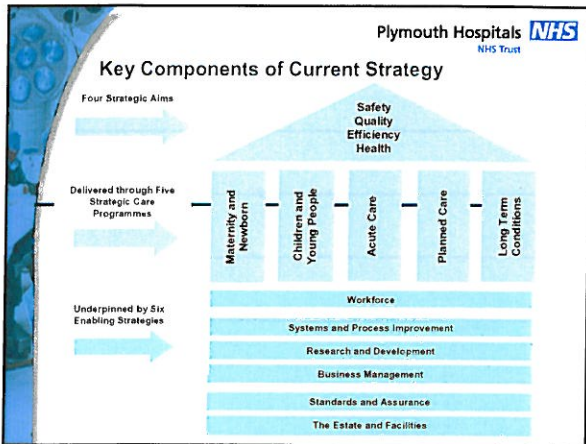 Plymouth Hospitals NHS
NHS Trust
Key Components of Current Strategy
Four Strategic Aims
Safety
Quality
Efficiency
Health
Delivered through Five
Strategic Care
Programmes
Maternity and
Newborn
Children and
Young People
Acute Care
Planned Care
Long Term
Conditions
Underpinned by Six
Enabling Strategies
Workforce
Systems and Process Improvement
Research and Development
Business Management
Standards and Assurance
The Estate and Facilities